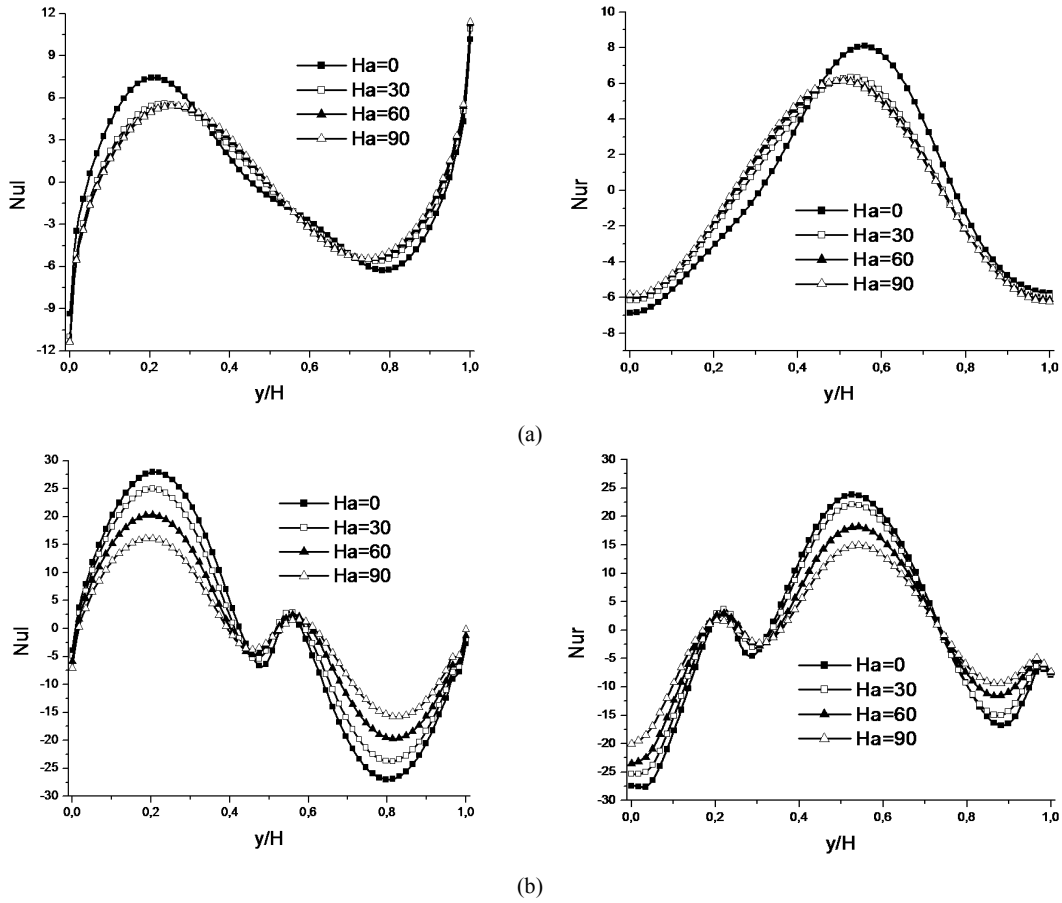 12
9
6
3
0
-3
-6
-9
-12
Nul
Ha=0
Ha=30
Ha=60
Ha=90
0,0 0,2 0,4 0,6 0,8 1,0
y/H
10
8
6
4
2
0
-2
-4
-6
-8
Nur
Ha=0
Ha=30
Ha=60
Ha=90
0,0 0,2 0,4 0,6 0,8 1,0
y/H
(a)
30
25
20
15
10
5
0
-5
-10
-15
-20
-25
-30
Nul
Ha=0
Ha=30
Ha=60
Ha=90
0,0 0,2 0,4 0,6 0,8 1,0
y/H
30
25
20
15
10
5
0
-5
-10
-15
-20
-25
-30
Nur
Ha=0
Ha=30
Ha=60
Ha=90
0,0 0,2 0,4 0,6 0,8 1,0
y/H
(b)